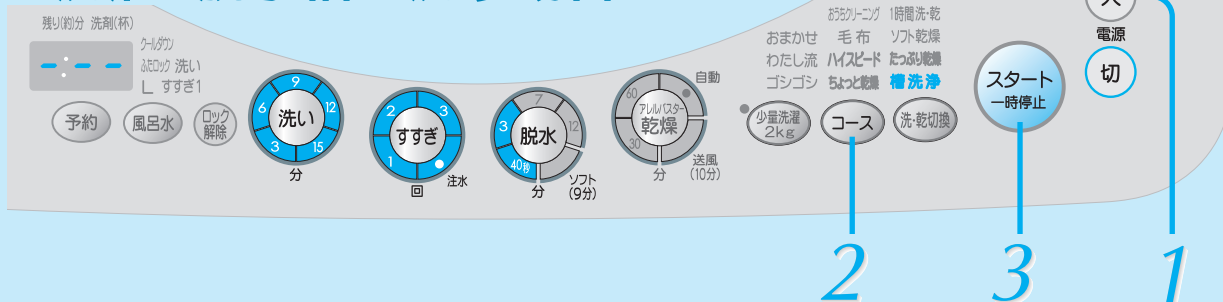 残り(約)分 洗剤(杯)
クールダウン
ふたロック 洗い
すすぎ1
予約
風呂水
ロック
解除
洗い
3
6
9
12
15
分
すすぎ
1
2
3
注水
回
脱水
40秒
3
7
12
分
ソフト
(9分)
アレルバスター
乾燥
30
60
自動
分
送風
(10分)
おうちクリーニング 1時間洗・乾
おまかせ 毛布 ソフト乾燥
わたし流 ハイスピード たっぷり乾燥
ゴシゴシ ちょっと乾燥 槽洗浄
少量洗濯
2kg
コース
洗・乾切換
スタート
一時停止
電源
切
2
3
1